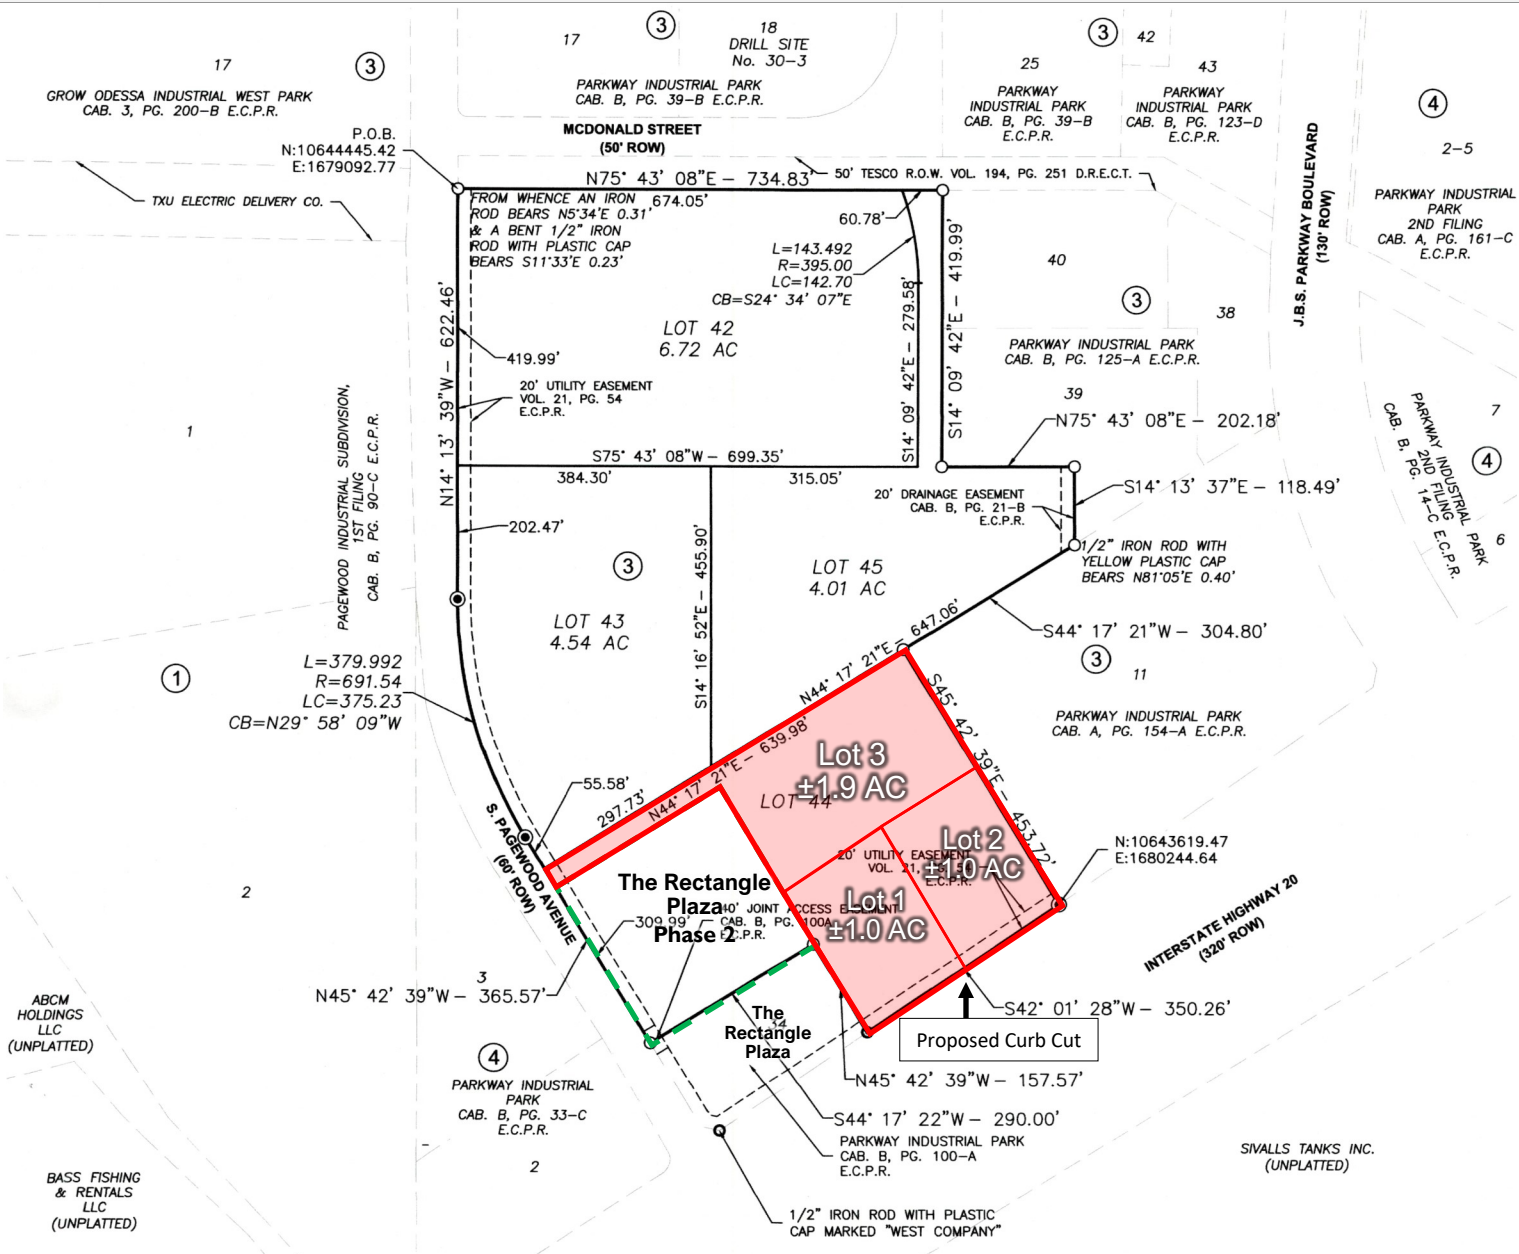 17
3
17
3
18
DRILL SITE
No. 30-3
3
42
25
43
4
2-5
GROW ODESSA INDUSTRIAL WEST PARK
CAB. 3, PG. 200-B E.C.P.R.
PARKWAY INDUSTRIAL PARK
CAB. B, PG. 39-B E.C.P.R.
PARKWAY
INDUSTRIAL PARK
CAB. B, PG. 39-B
E.C.P.R.
PARKWAY
INDUSTRIAL PARK
CAB. B, PG. 123-D
E.C.P.R.
PARKWAY INDUSTRIAL
PARK
2ND FILING
CAB. A, PG. 161-C
E.C.P.R.
MCDONALD STREET
(50' ROW)
J.B.S. PARKWAY BOULEVARD
(130' ROW)
P.O.B.
N:10644445.42
E:1679092.77
TXU ELECTRIC DELIVERY CO.
N75° 43' 08"E - 734.83'
50' TESCO R.O.W. VOL. 194, PG. 251 D.R.E.C.T.
FROM WHENCE AN IRON
ROD BEARS N5°34'E 0.31'
& A BENT 1/2" IRON
ROD WITH PLASTIC CAP
BEARS S11°33'E 0.23'
674.05'
60.78'
L=143.492
R=395.00
LC=142.70
CB=S24° 34' 07"E
S14° 09' 42"E - 279.58'
S14° 09' 42"E - 419.99'
40
3
38
PARKWAY INDUSTRIAL PARK
CAB. B, PG. 125-A E.C.P.R.
39
N14° 13' 39"W - 622.46'
LOT 42
6.72 AC
419.99'
20' UTILITY EASEMENT
VOL. 21, PG. 54
E.C.P.R.
N75° 43' 08"E - 202.18'
PARKWAY INDUSTRIAL PARK
2ND FILING
CAB. B, PG. 14-C E.C.P.R.
7
4
6
1
PAGEWOOD INDUSTRIAL SUBDIVISION,
1ST FILING
CAB. B, PG. 90-C E.C.P.R.
S75° 43' 08"W - 699.35'
384.30'
315.05'
20' DRAINAGE EASEMENT
CAB. B, PG. 21-B
E.C.P.R.
S14° 13' 37"E - 118.49'
202.47'
S14° 16' 52"E - 455.90'
1/2" IRON ROD WITH
YELLOW PLASTIC CAP
BEARS N81°05'E 0.40'
3
LOT 45
4.01 AC
LOT 43
4.54 AC
N44° 17' 21"E - 647.06'
S44° 17' 21"W - 304.80'
3
11
PARKWAY INDUSTRIAL PARK
CAB. A, PG. 154-A E.C.P.R.
1
L=379.992
R=691.54
LC=375.23
CB=N29° 58' 09"W
55.58'
297.73'
N44° 17' 21"E - 639.98'
S45° 42' 39"E - 453.72'
Lot 3
±1.9 AC
LOT 44
Lot 2
±1.0 AC
20' UTILITY EASEMENT
VOL. 21,
E.C.P.R.
Lot 1
±1.0 AC
N:10643619.47
E:1680244.64
S. PAGEWOOD AVENUE
(60' ROW)
INTERSTATE HIGHWAY 20
(320' ROW)
2
The Rectangle
Plaza
Phase 2
309.99'
40' JOINT ACCESS EASEMENT
CAB. B, PG. 100A
E.C.P.R.
3
N45° 42' 39"W - 365.57'
ABCM
HOLDINGS
LLC
(UNPLATTED)
The
Rectangle
Plaza
34
S42° 01' 28"W - 350.26'
Proposed Curb Cut
4
PARKWAY INDUSTRIAL
PARK
CAB. B, PG. 33-C
E.C.P.R.
2
N45° 42' 39"W - 157.57'
S44° 17' 22"W - 290.00'
PARKWAY INDUSTRIAL PARK
CAB. B, PG. 100-A
E.C.P.R.
SIVALLS TANKS INC.
(UNPLATTED)
BASS FISHING
& RENTALS
LLC
(UNPLATTED)
1/2" IRON ROD WITH PLASTIC
CAP MARKED "WEST COMPANY"